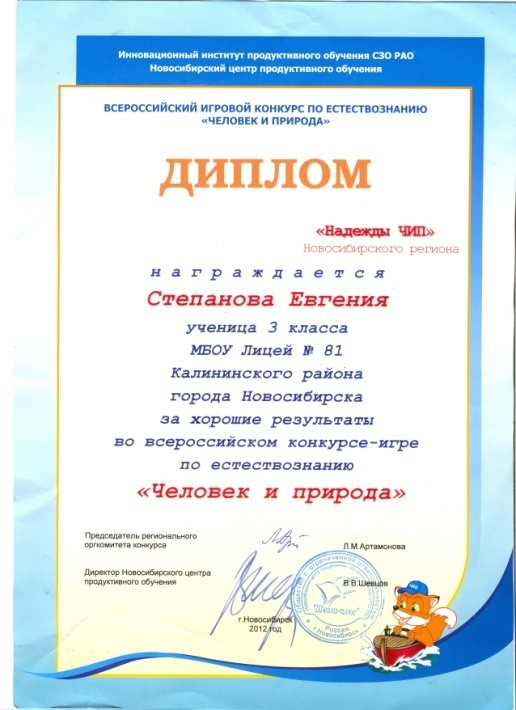 Инновационный институт продуктивного обучения СЗО РАО
Новосибирский центр продуктивного обучения
ВСЕРОССИЙСКИЙ ИГРОВОЙ КОНКУРС ПО ЕСТЕСТВОЗНАНИЮ
«ЧЕЛОВЕК И ПРИРОДА»
ДИПЛОМ
«Надежды ЧИП»
Новосибирского региона
награждается
Степанова Евгения
ученица 3 класса
МБОУ Лицей № 81
Калининского района
города Новосибирска
за хорошие результаты
во всероссийском конкурсе-игре
по естествознанию
«Человек и природа»
Председатель регионального
оргкомитета конкурса
Л.М.Артамонова
Директор Новосибирского центра
продуктивного обучения
В.В.Шевцов
г.Новосибирск
2012 год
Россия
г.Новосибирск